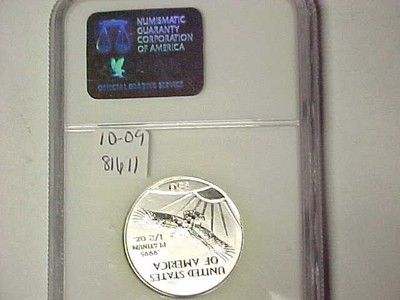 NUMISMATIC
GUARANTY
CORPORATION
OF AMERICA
OFFICIAL GRADING SERVICE
10-09
81611
$50
.9995
PLATINUM
1/2 OZ.
UNITED STATES
OF AMERICA